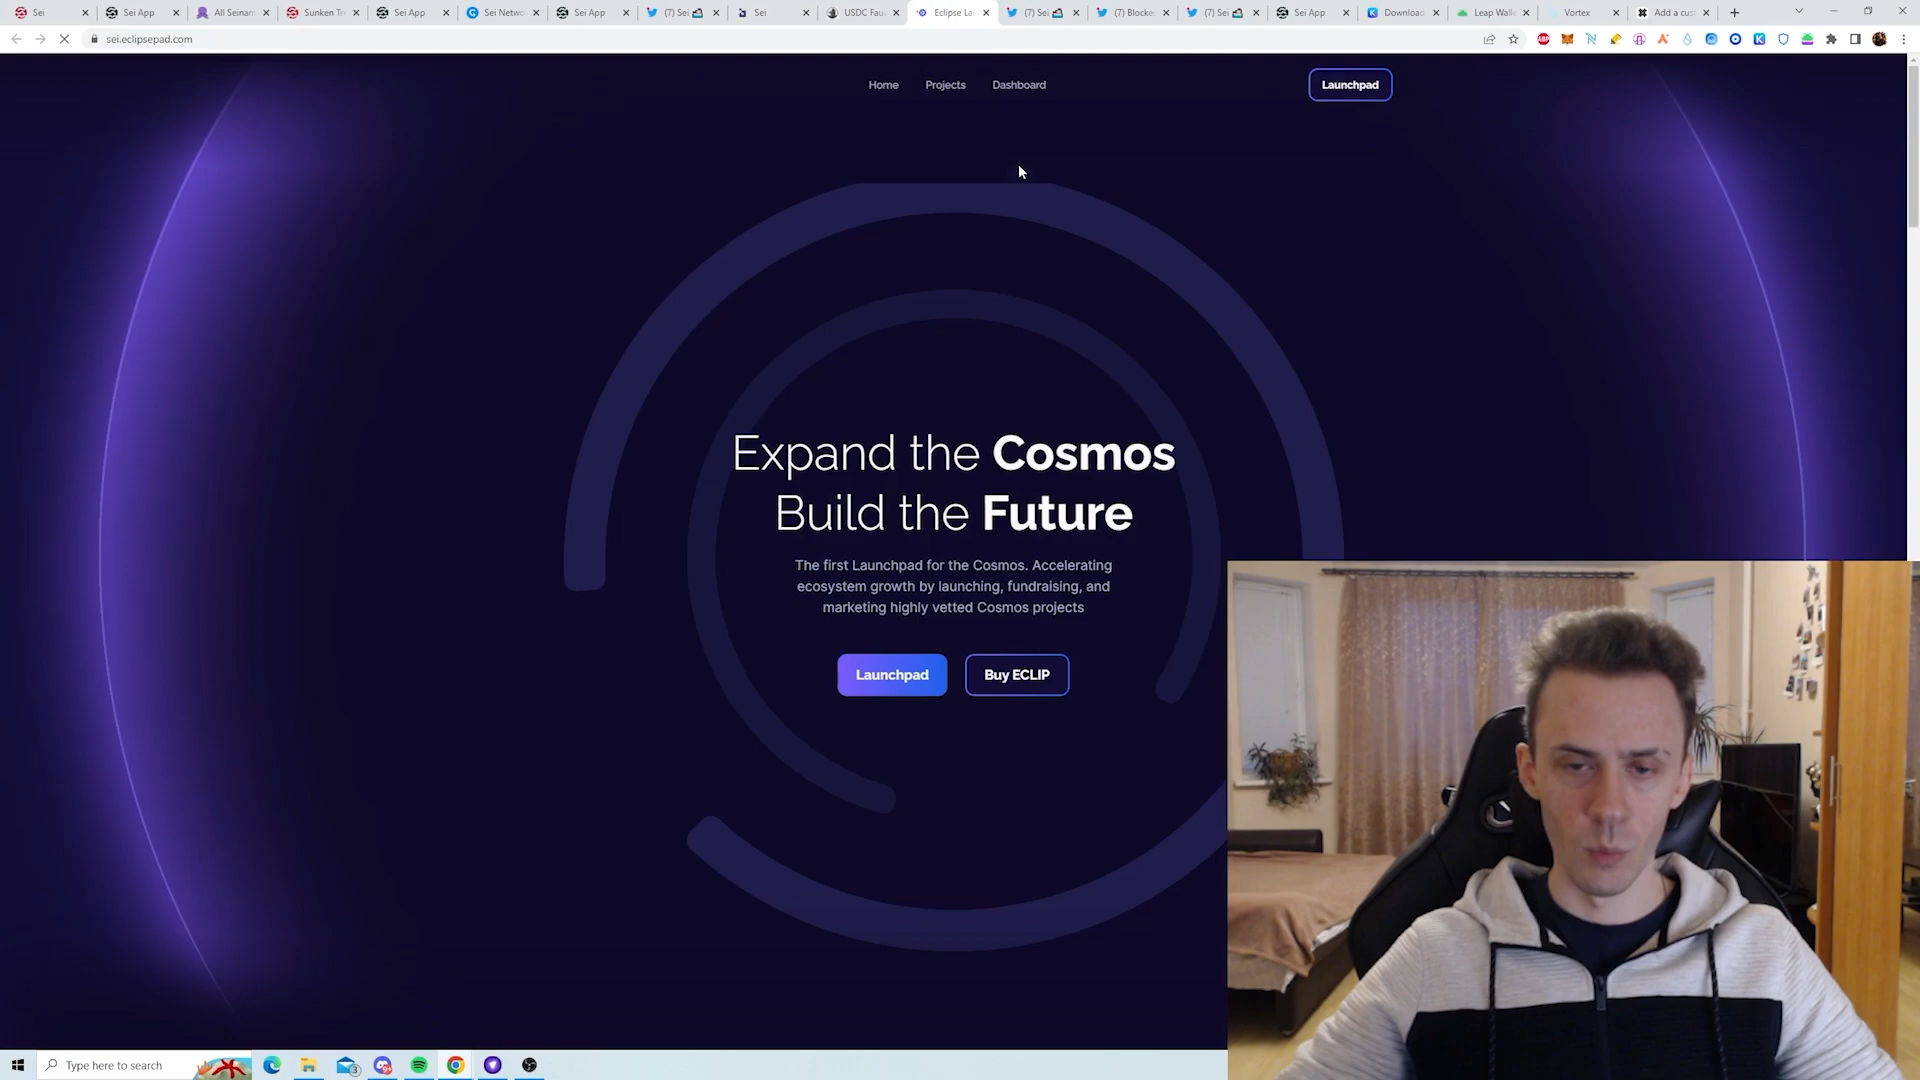 Sei
Sei App
All Seinam
Sunken Tr
Sei App
Sei Netwo
Sei App
(7) Sei
Sei
USDC Fau
Eclipse La
(7) Sei
(7) Blocke
(7) Sei
Sei App
Download
Leap Wall
Vortex
Add a cus
sei.eclipsepad.com
ABP
Home
Projects
Dashboard
Launchpad
Expand the Cosmos
Build the Future
The first Launchpad for the Cosmos. Accelerating
ecosystem growth by launching, fundraising, and
marketing highly vetted Cosmos projects
Launchpad
Buy ECLIP
Type here to search
3